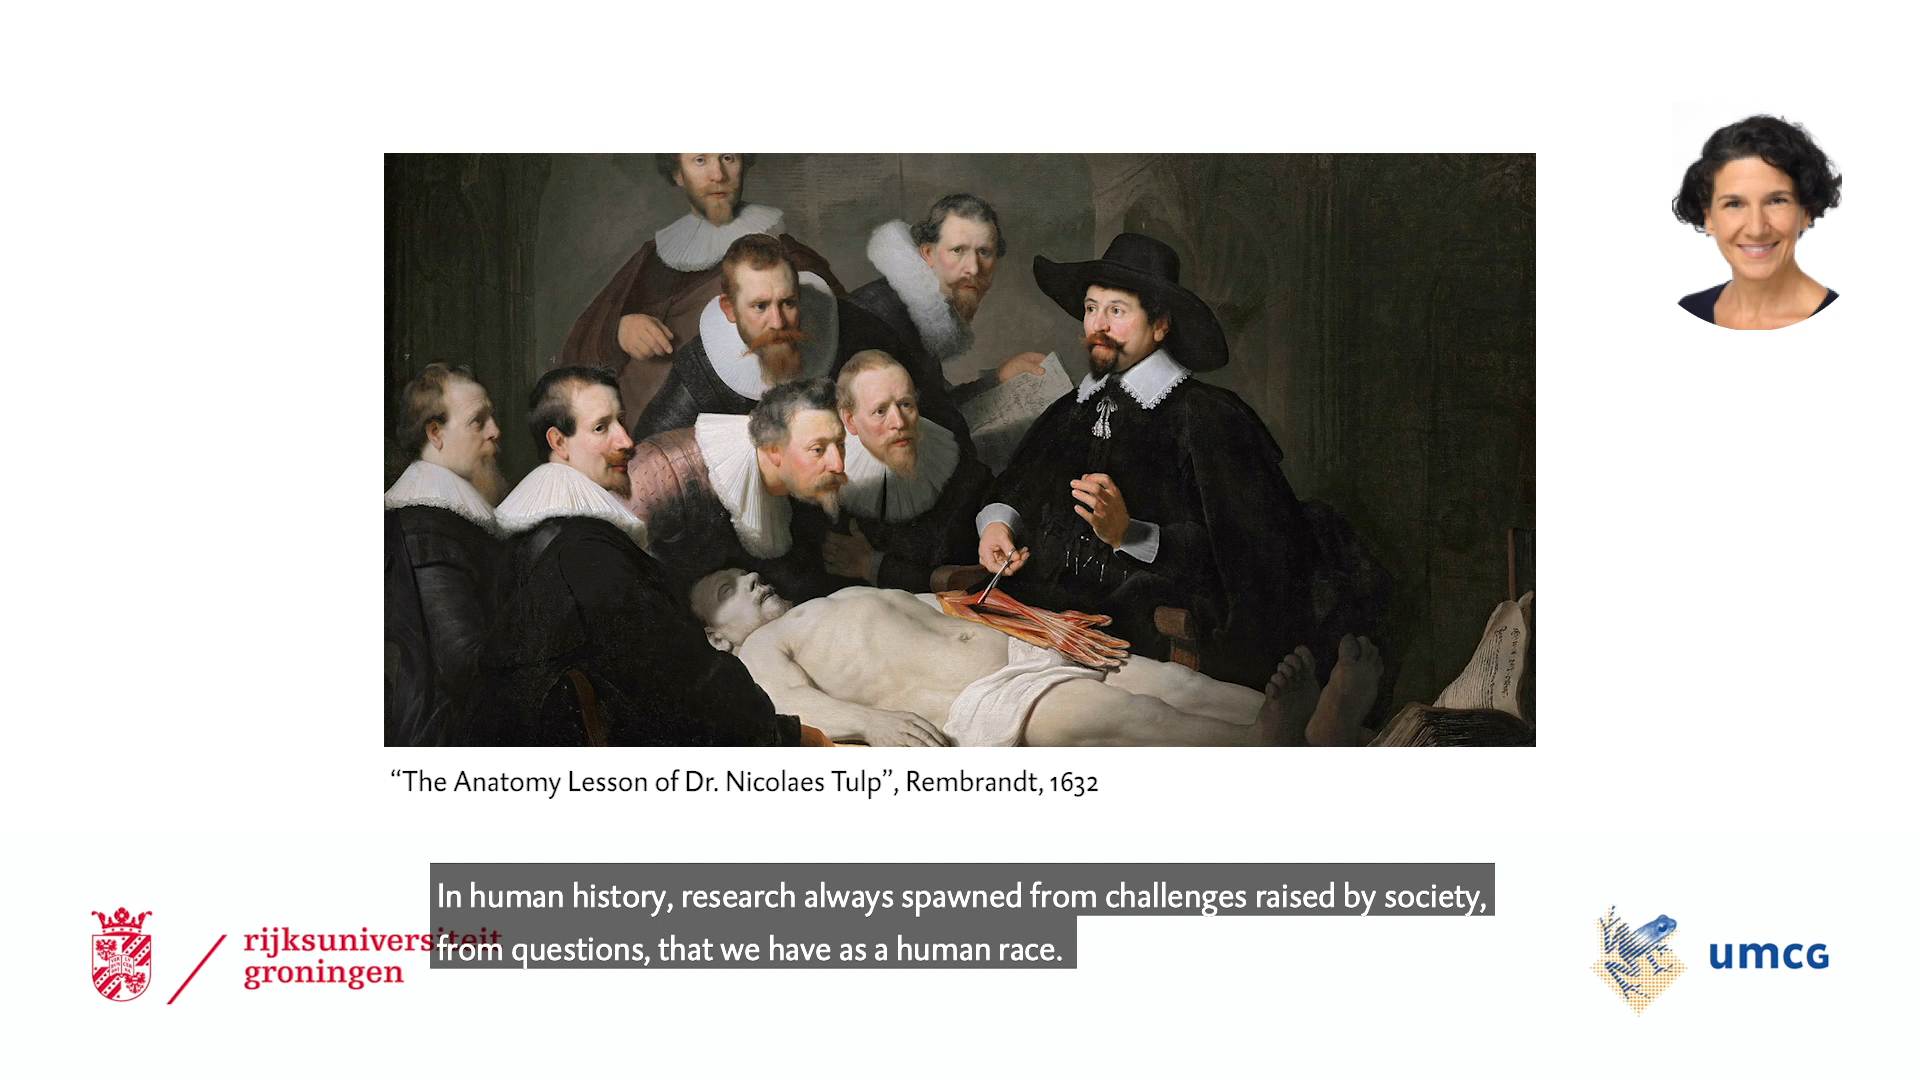 “The Anatomy Lesson of Dr. Nicolaes Tulp”, Rembrandt, 1632
In human history, research always spawned from challenges raised by society,
from questions, that we have as a human race.
rijksuniversiteit
groningen
umcg